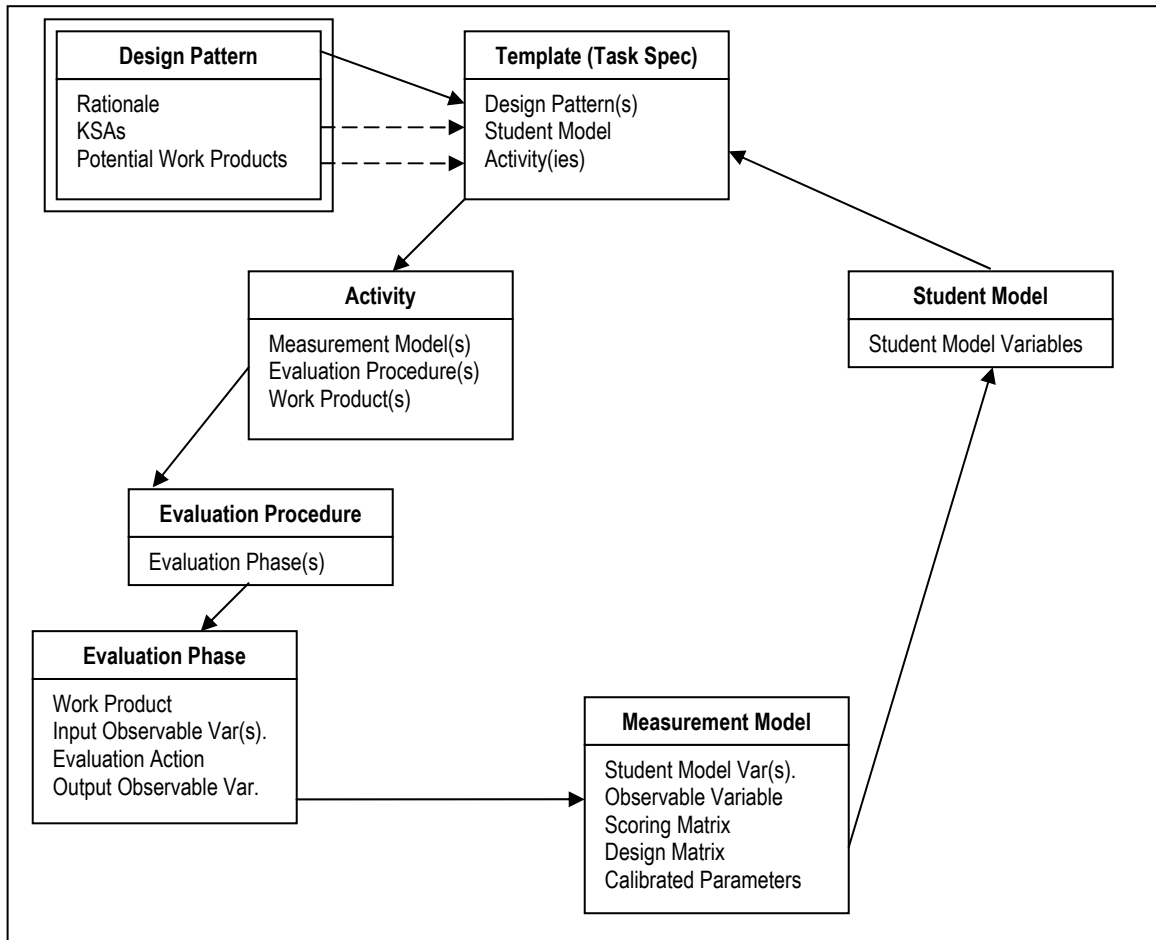 Design Pattern
Rationale
KSAs
Potential Work Products
Template (Task Spec)
Design Pattern(s)
Student Model
Activity(ies)
Activity
Measurement Model(s)
Evaluation Procedure(s)
Work Product(s)
Student Model
Student Model Variables
Evaluation Procedure
Evaluation Phase(s)
Evaluation Phase
Work Product
Input Observable Var(s).
Evaluation Action
Output Observable Var.
Measurement Model
Student Model Var(s).
Observable Variable
Scoring Matrix
Design Matrix
Calibrated Parameters